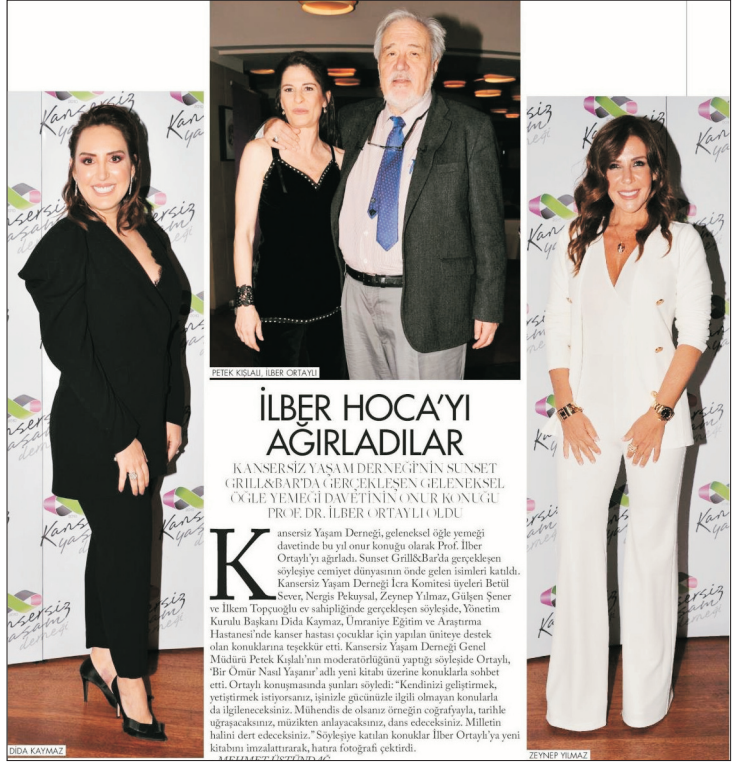 Kansersiz
yaşam
derneği
PETEK KIŞLALI, İLBER ORTAYLI
İLBER HOCA'YI
AĞIRLADILAR
KANSERSİZ YAŞAM DERNEĞİ'NİN SUNSET
GRILL&BAR'DA GERÇEKLEŞEN GELENEKSEL
ÖĞLE YEMEĞİ DAVETİNİN ONUR KONUĞU
PROF. DR. İLBER ORTAYLI OLDU
Kansersiz Yaşam Derneği, geleneksel öğle yemeği
davetinde bu yıl onur konuğu olarak Prof. İlber
Ortaylı'yı ağırladı. Sunset Grill&Bar'da gerçekleşen
söyleşiye cemiyet dünyasının önde gelen isimleri katıldı.
Kansersiz Yaşam Derneği İcra Komitesi üyeleri Betül
Sever, Nergis Pekuysal, Zeynep Yılmaz, Gülşen Şener
ve İlkem Topçuoğlu ev sahipliğinde gerçekleşen söyleşide, Yönetim
Kurulu Başkanı Dida Kaymaz, Ümraniye Eğitim ve Araştırma
Hastanesi'nde kanser hastası çocuklar için yapılan üniteye destek
olan konuklarına teşekkür etti. Kansersiz Yaşam Derneği Genel
Müdürü Petek Kışlalı'nın moderatörlüğünü yaptığı söyleşide Ortaylı,
'Bir Ömür Nasıl Yaşanır' adlı yeni kitabı üzerine konuklarla sohbet
etti. Ortaylı konuşmasında şunları söyledi: “Kendinizi geliştirmek,
yetiştirmek istiyorsanız, işinizle gücünüzle ilgili olmayan konularla
da ilgileneceksiniz. Mühendis de olsanız örneğin coğrafyayla, tarihle
uğraşacaksınız, müzikten anlayacaksınız, dans edeceksiniz. Milletin
halini dert edeceksiniz.” Söyleşiye katılan konuklar İlber Ortaylı'ya yeni
kitabını imzalattırarak, hatıra fotoğrafı çektirdi.
MEHMET ÜSTÜNDAĞ
DİDA KAYMAZ
ZEYNEP YILMAZ